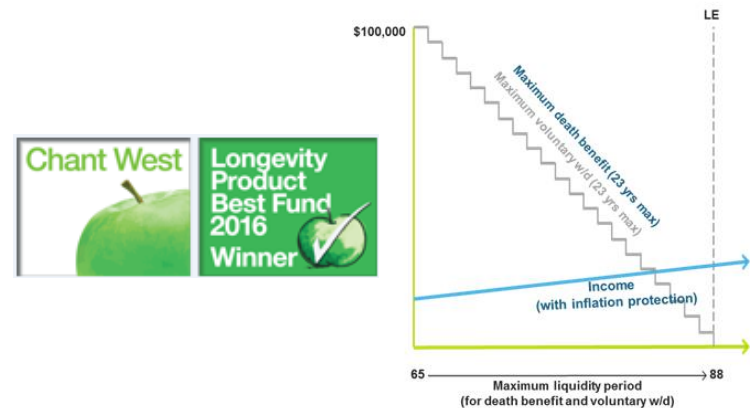 Chant West
Longevity
Product
Best Fund
2016
Winner
LE
$100,000
Maximum death benefit (23 yrs max)
Maximum voluntary w/d (23 yrs max)
Income
(with inflation protection)
65
88
Maximum liquidity period
(for death benefit and voluntary w/d)